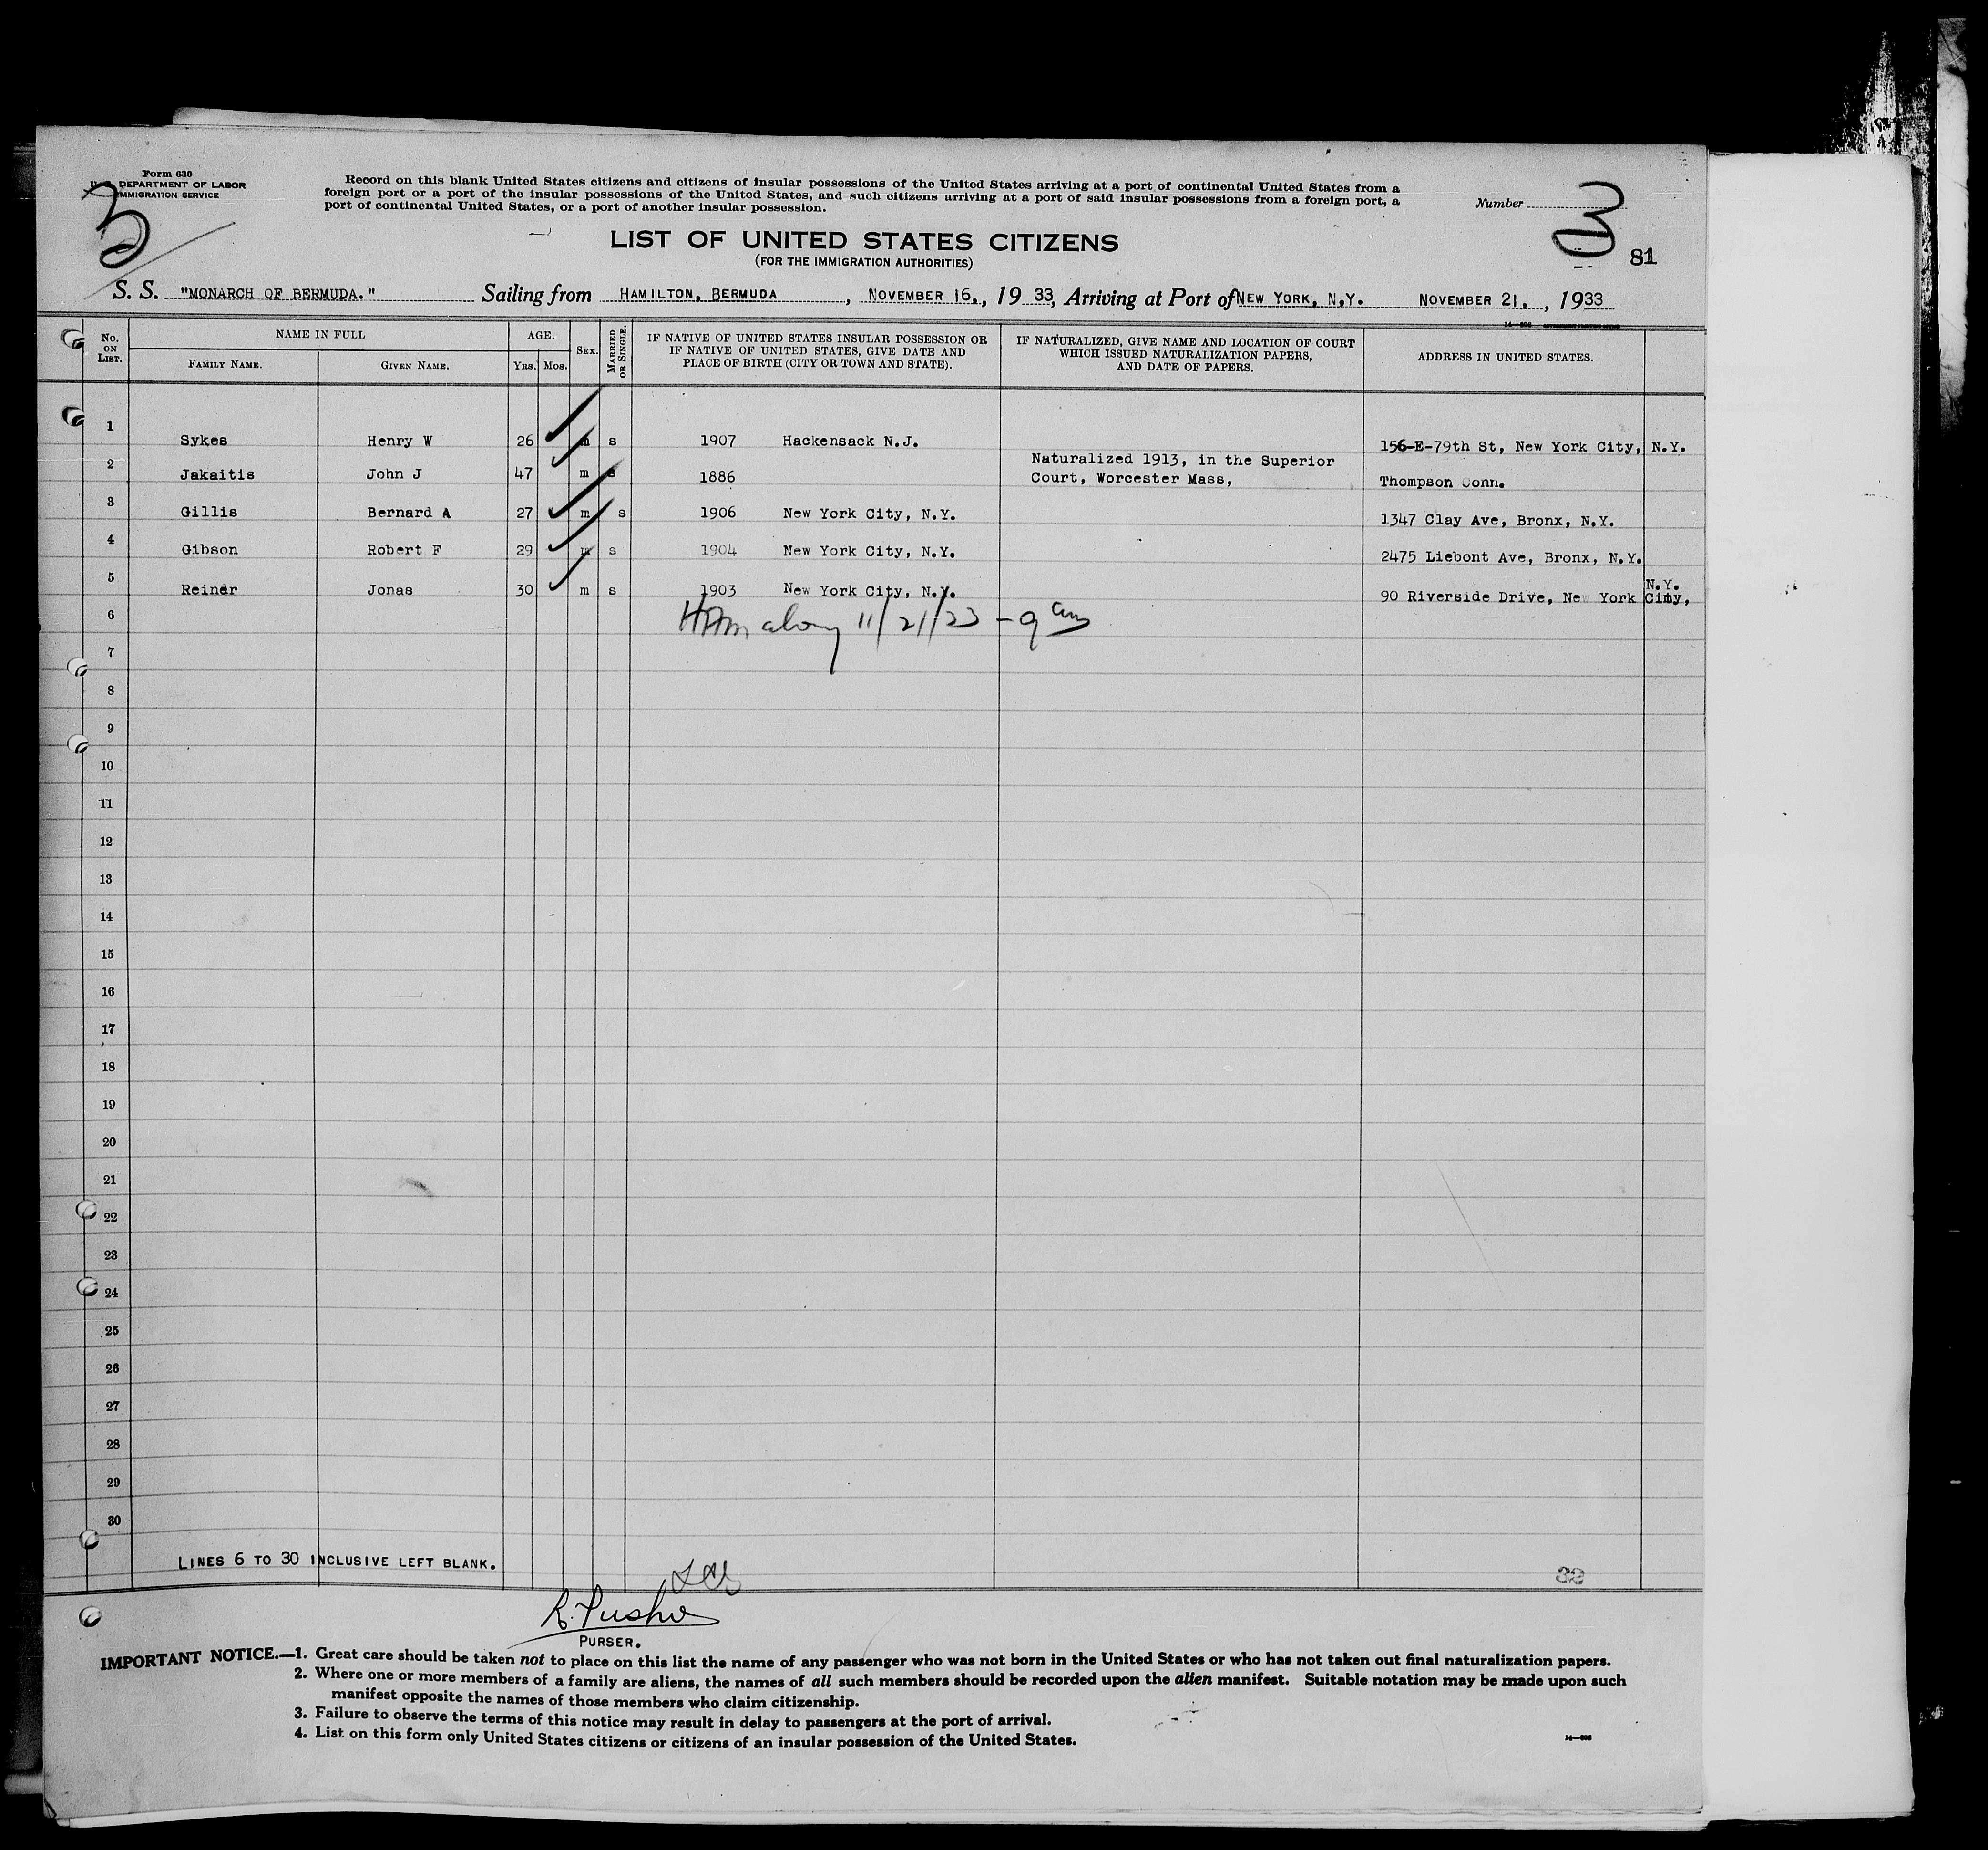 Form 630
DEPARTMENT OF LABOR
IMMIGRATION SERVICE
Record on this blank United States citizens and citizens of insular possessions of the United States arriving at a port of continental United States from a
foreign port or a port of the insular possessions of the United States, and such citizens arriving at a port of said insular possessions from a foreign port, a
port of continental United States, or a port of another insular possession.
Number
3
3
81
LIST OF UNITED STATES CITIZENS
(FOR THE IMMIGRATION AUTHORITIES)
S. S. "MONARCH OF BERMUDA." Sailing from HAMILTON, BERMUDA, NOVEMBER 16., 19 33, Arriving at Port of NEW YORK, N.Y. NOVEMBER 21., 1933
No. ON LIST. NAME IN FULL FAMILY NAME. GIVEN NAME. AGE. YRS. MOS. SEX. MARRIED OR SINGLE. IF NATIVE OF UNITED STATES INSULAR POSSESSION OR IF NATIVE OF UNITED STATES, GIVE DATE AND PLACE OF BIRTH (CITY OR TOWN AND STATE). IF NATURALIZED, GIVE NAME AND LOCATION OF COURT WHICH ISSUED NATURALIZATION PAPERS, AND DATE OF PAPERS. ADDRESS IN UNITED STATES.
1 Sykes Henry W 26 m s 1907 Hackensack N.J. 156-E-79th St, New York City, N.Y.
2 Jakaitis John J 47 m s 1886 Naturalized 1913, in the Superior Court, Worcester Mass, Thompson Conn.
3 Gillis Bernard A 27 m s 1906 New York City, N.Y. 1347 Clay Ave, Bronx, N.Y.
4 Gibson Robert F 29 m s 1904 New York City, N.Y. 2475 Liebont Ave, Bronx, N.Y.
5 Reiner Jonas 30 m s 1903 New York City, N.Y. 90 Riverside Drive, New York City, N.Y.
11/21/33 - 9 am
6
7
8
9
10
11
12
13
14
15
16
17
18
19
20
21
22
23
24
25
26
27
28
29
30
LINES 6 TO 30 INCLUSIVE LEFT BLANK.
32
PURSER.
IMPORTANT NOTICE.—1. Great care should be taken not to place on this list the name of any passenger who was not born in the United States or who has not taken out final naturalization papers.
2. Where one or more members of a family are aliens, the names of all such members should be recorded upon the alien manifest. Suitable notation may be made upon such
manifest opposite the names of those members who claim citizenship.
3. Failure to observe the terms of this notice may result in delay to passengers at the port of arrival.
4. List on this form only United States citizens or citizens of an insular possession of the United States.